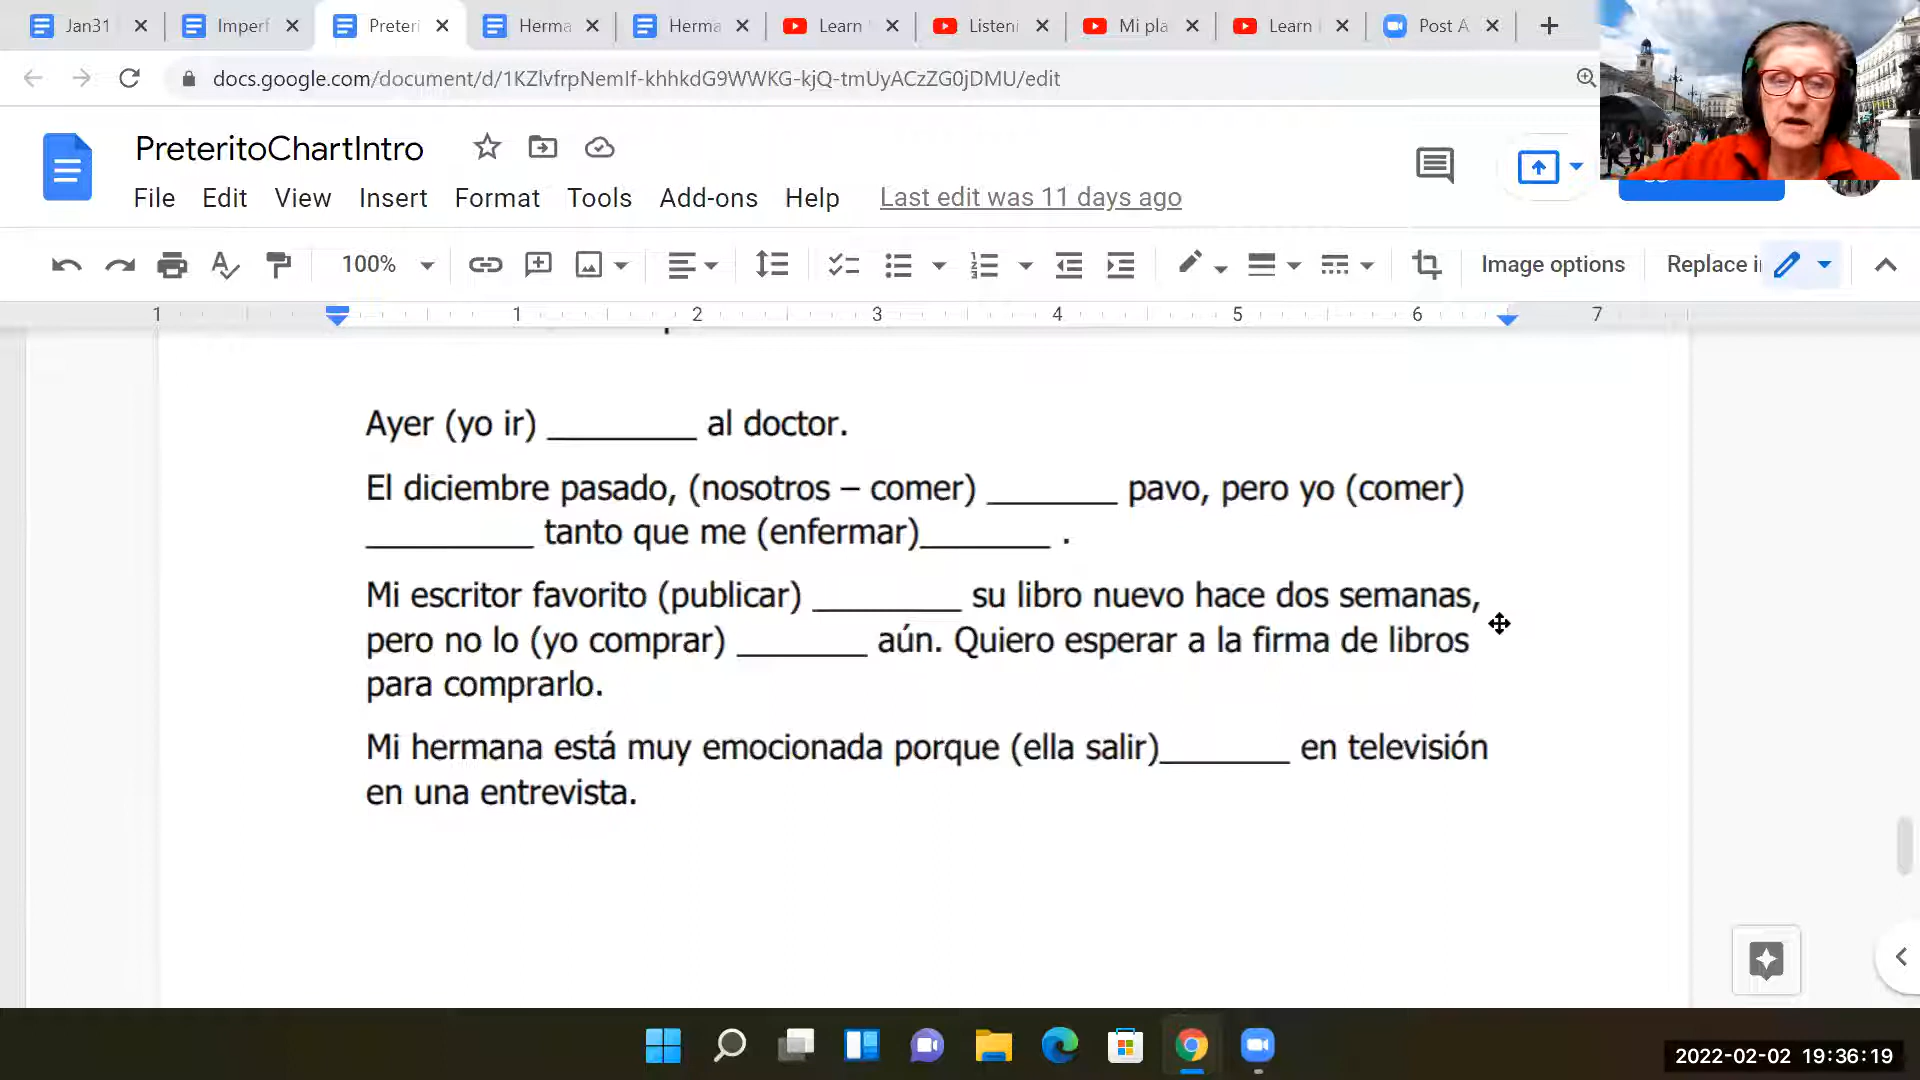 Jan31
Imperf
Preteri
Herma
Herma
Learn
Listeni
Mi pla
Learn
Post A
docs.google.com/document/d/1KZlvfrpNemIf-khhkdG9WWKG-kjQ-tmUyACzZG0jDMU/edit
PreteritoChartIntro
File Edit View Insert Format Tools Add-ons Help Last edit was 11 days ago
100% Image options Replace i
1 1 2 3 4 5 6 7
Ayer (yo ir) ________ al doctor.
El diciembre pasado, (nosotros – comer) _______ pavo, pero yo (comer)
_________ tanto que me (enfermar)_______ .
Mi escritor favorito (publicar) ________ su libro nuevo hace dos semanas,
pero no lo (yo comprar) _______ aún. Quiero esperar a la firma de libros
para comprarlo.
Mi hermana está muy emocionada porque (ella salir)_______ en televisión
en una entrevista.
2022-02-02 19:36:19